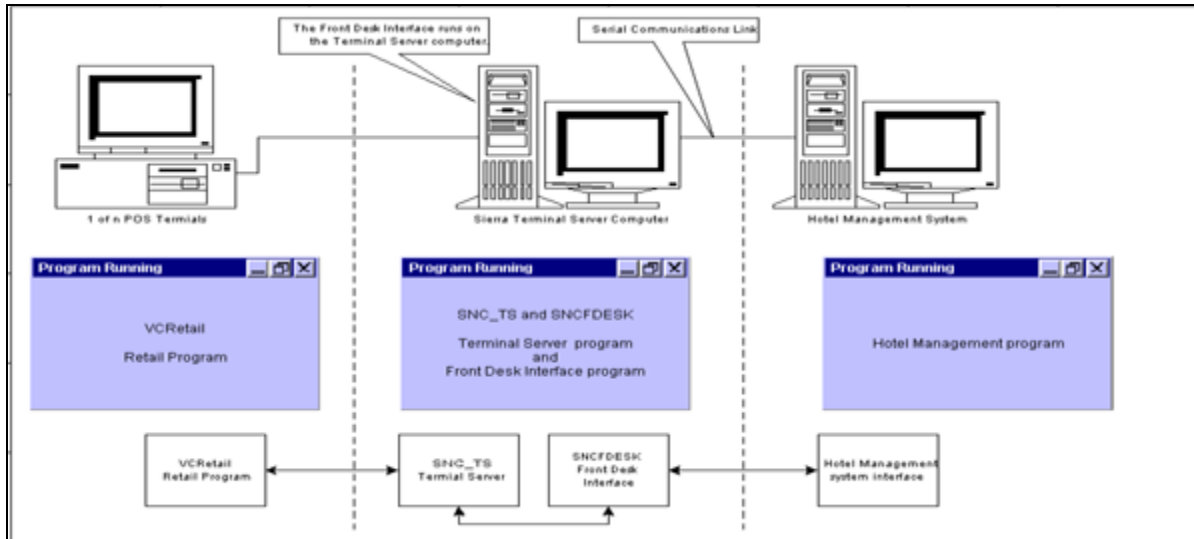 The Front Desk Interface runs on
the Terminal Server computer.
Serial Communications Link
1 of n POS Termials
Sierra Terminal Server Computer
Hotel Management System
Program Running
VCRetail
Retail Program
Program Running
SNC_TS and SNCFDESK
Terminal Server program
and
Front Desk Interface program
Program Running
Hotel Management program
VCRetail
Retail Program
SNC_TS
Termial Server
SNCFDESK
Front Desk
Interface
Hotel Management
system interface